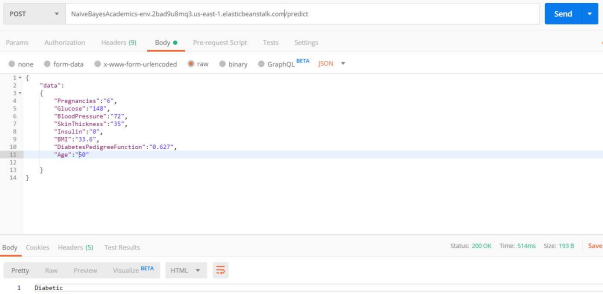 POST NaiveBayesAcademics-env.2bad9u8mq3.us-east-1.elasticbeanstalk.com/predict Send
Params Authorization Headers (9) Body Pre-request Script Tests Settings
none form-data x-www-form-urlencoded raw binary GraphQL BETA JSON
1 {
2 "data":
3 {
4 "Pregnancies":"6",
5 "Glucose":"148",
6 "BloodPressure":"72",
7 "SkinThickness":"35",
8 "Insulin":"0",
9 "BMI":"33.6",
10 "DiabetesPedigreeFunction":"0.627",
11 "Age":"50"
12
13 }
14 }
Body Cookies Headers (5) Test Results Status: 200 OK Time: 514ms Size: 193 B Save
Pretty Raw Preview Visualize BETA HTML
1 Diabetic